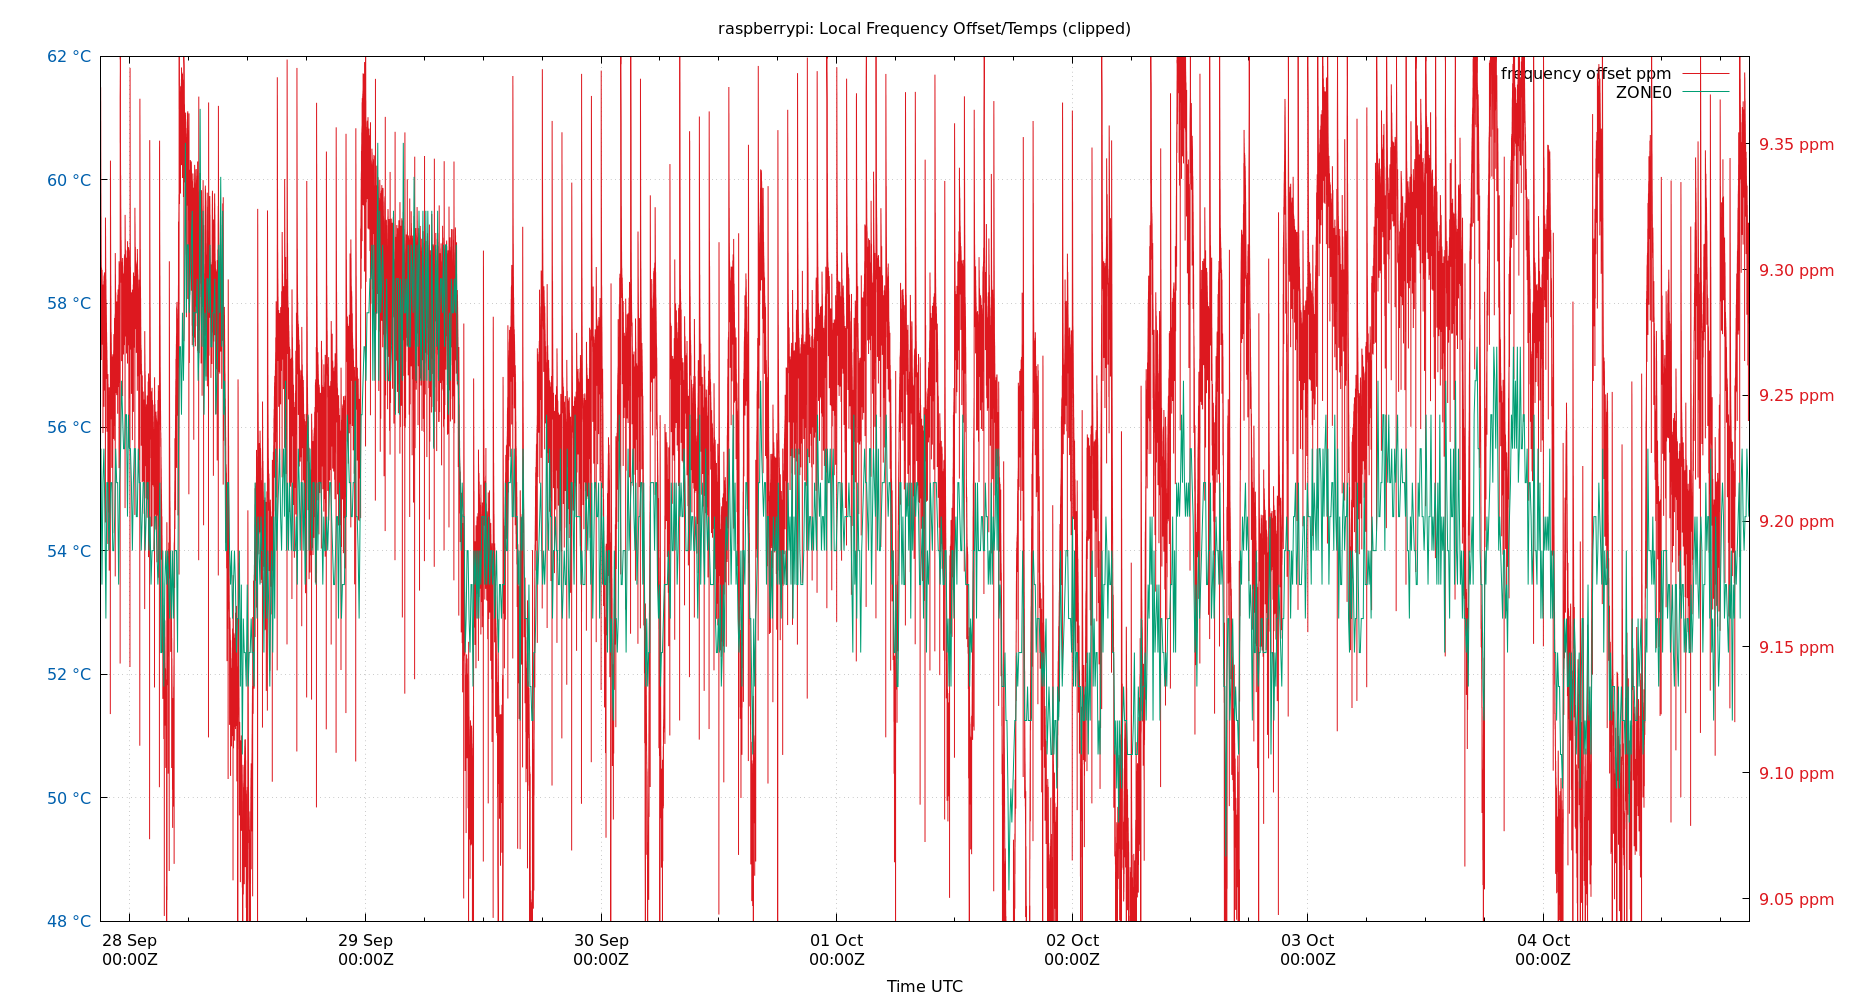 raspberrypi: Local Frequency Offset/Temps (clipped)
62 °C
60 °C
58 °C
56 °C
54 °C
52 °C
50 °C
48 °C
frequency offset ppm
ZONE0
9.35 ppm
9.30 ppm
9.25 ppm
9.20 ppm
9.15 ppm
9.10 ppm
9.05 ppm
28 Sep 29 Sep 30 Sep 01 Oct 02 Oct 03 Oct 04 Oct
00:00Z 00:00Z 00:00Z 00:00Z 00:00Z 00:00Z 00:00Z
Time UTC